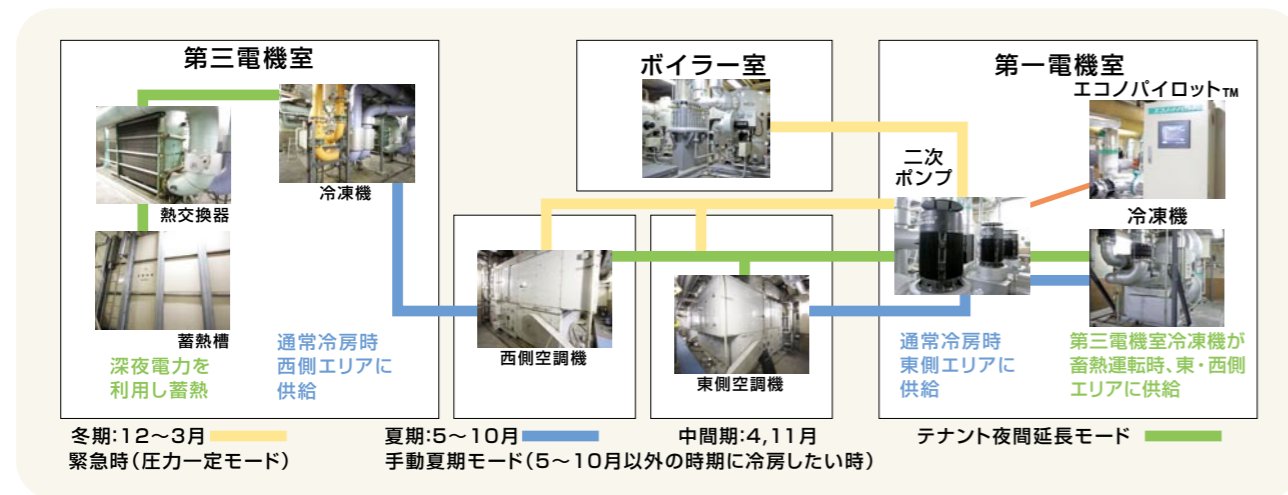 第三電機室
熱交換器
冷凍機
蓄熱槽
深夜電力を
利用し蓄熱
通常冷房時
西側エリアに
供給
西側空調機
ボイラー室
東側空調機
第一電機室
エコノパイロット™
二次
ポンプ
冷凍機
通常冷房時
東側エリアに
供給
第三電機室冷凍機が
蓄熱運転時、東・西側
エリアに供給
冬期:12〜3月
緊急時(圧力一定モード)
夏期:5〜10月
手動夏期モード(5〜10月以外の時期に冷房したい時)
中間期:4,11月
テナント夜間延長モード